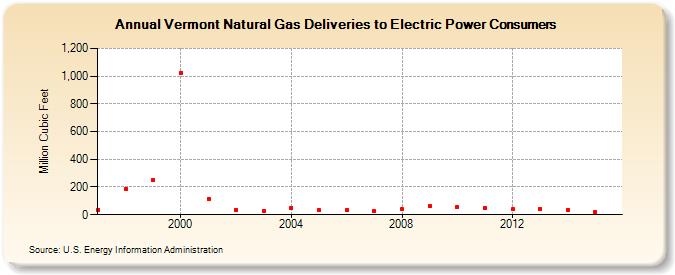 Annual Vermont Natural Gas Deliveries to Electric Power Consumers
Million Cubic Feet
1,200
1,000
800
600
400
200
0
2000 2004 2008 2012
Source: U.S. Energy Information Administration